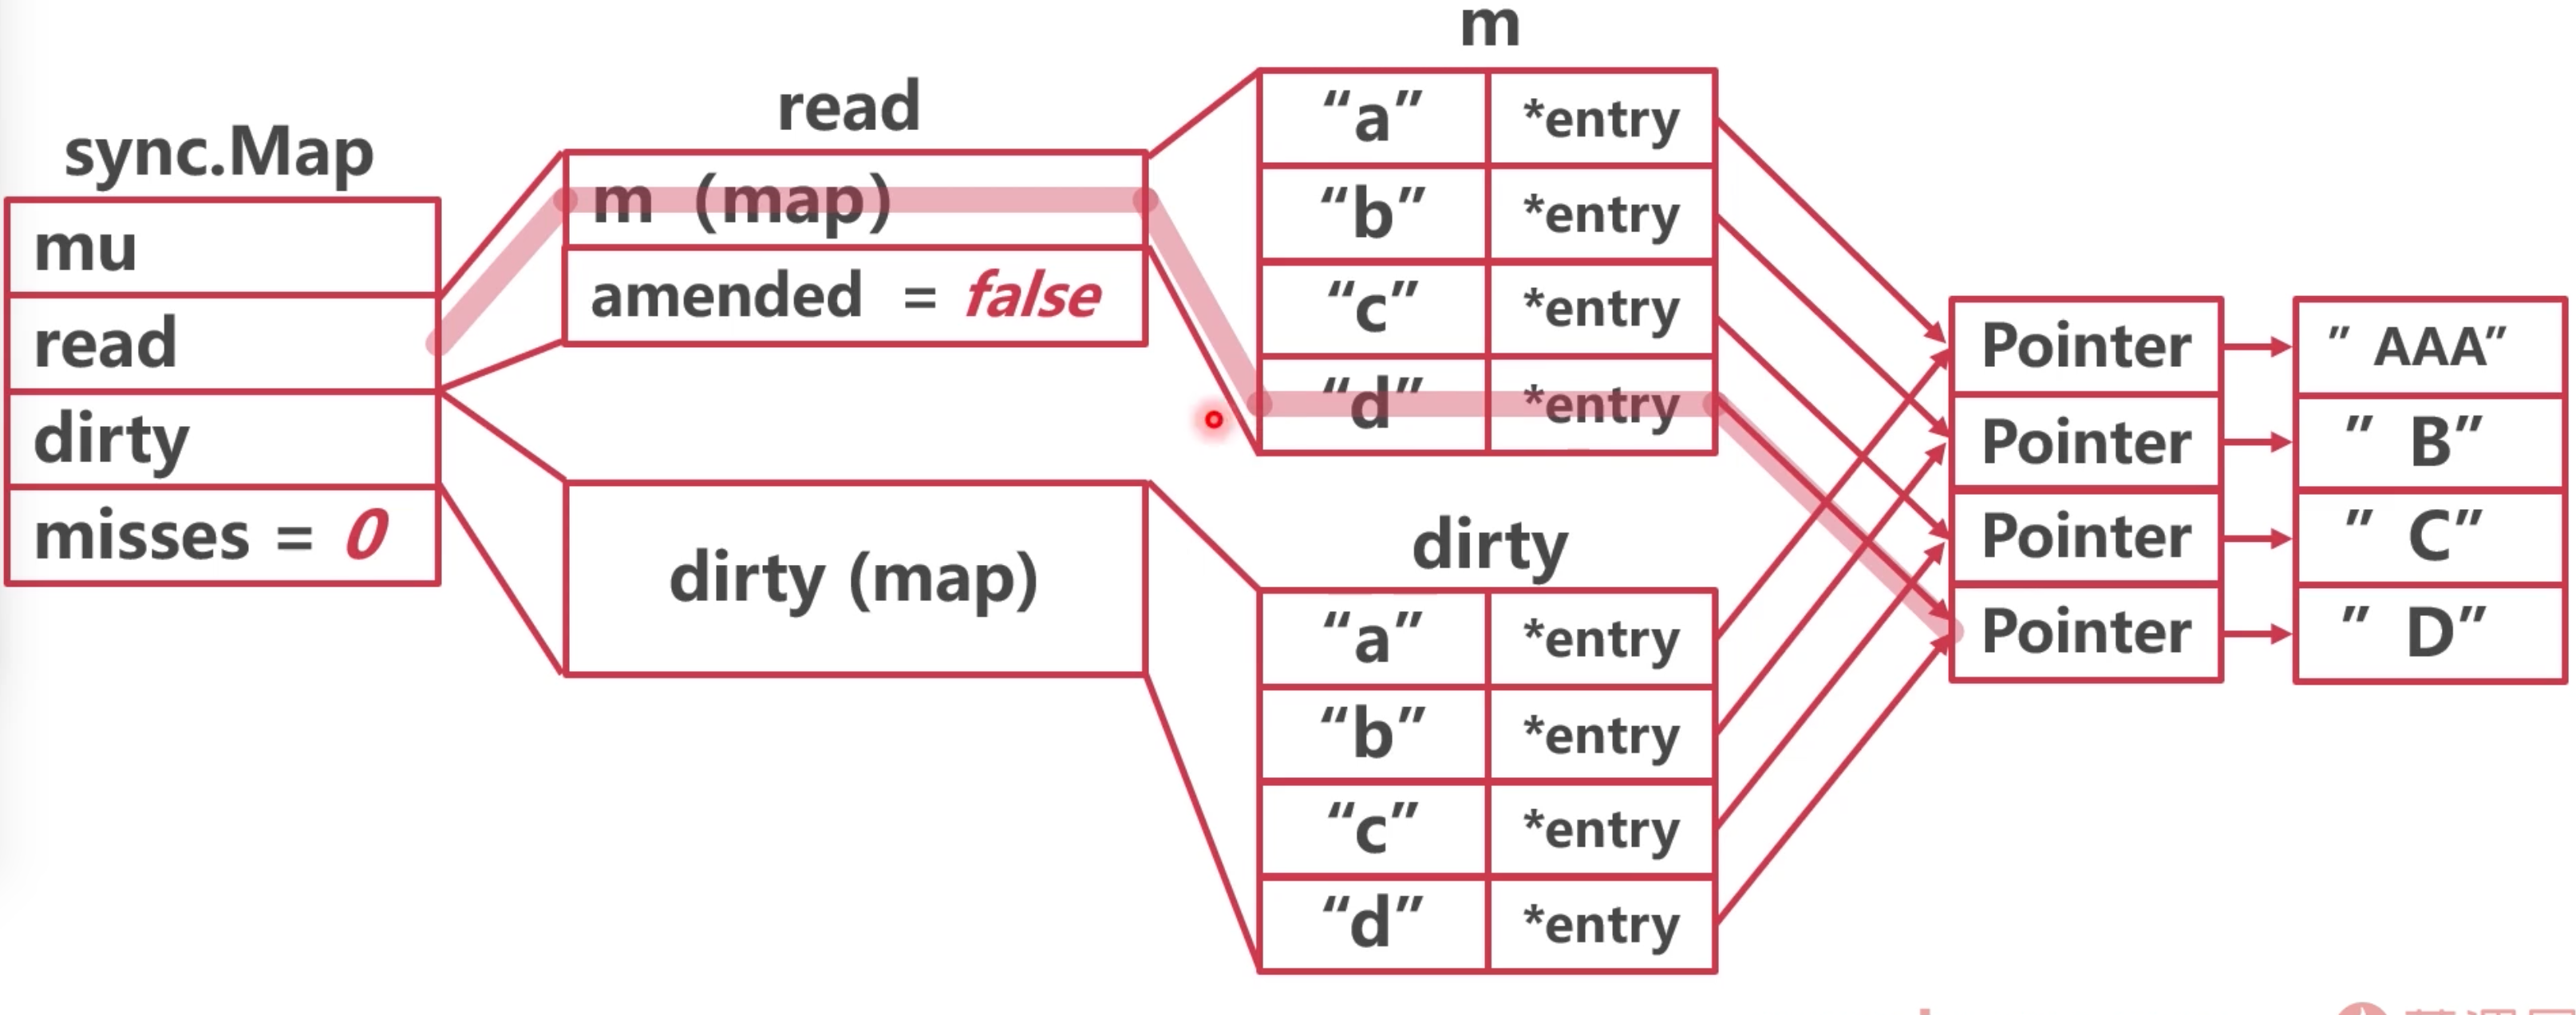 sync.Map
mu
read
dirty
misses = 0
read
m (map)
amended = false
dirty (map)
m
“a” *entry
“b” *entry
“c” *entry
“d” *entry
dirty
“a” *entry
“b” *entry
“c” *entry
“d” *entry
Pointer ” AAA”
Pointer ” B”
Pointer ” C”
Pointer ” D”